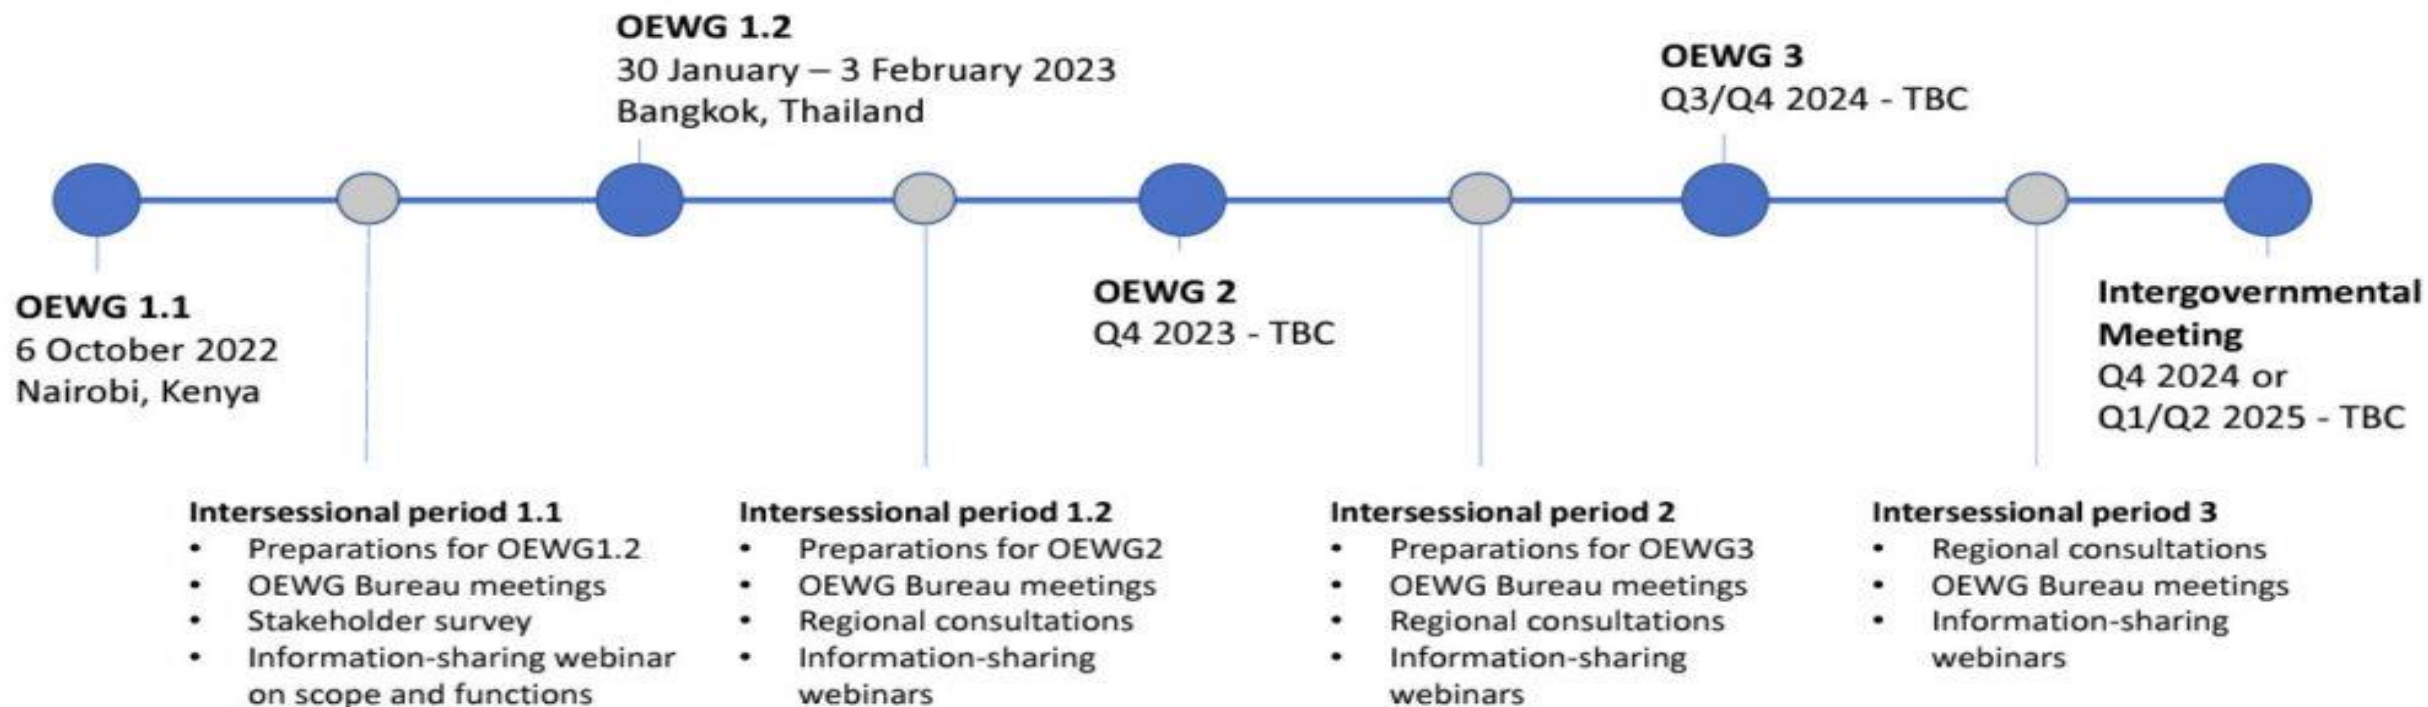 OEWG 1.1
6 October 2022
Nairobi, Kenya
OEWG 1.2
30 January – 3 February 2023
Bangkok, Thailand
OEWG 2
Q4 2023 - TBC
OEWG 3
Q3/Q4 2024 - TBC
Intergovernmental
Meeting
Q4 2024 or
Q1/Q2 2025 - TBC
Intersessional period 1.1
• Preparations for OEWG1.2
• OEWG Bureau meetings
• Stakeholder survey
• Information-sharing webinar
on scope and functions
Intersessional period 1.2
• Preparations for OEWG2
• OEWG Bureau meetings
• Regional consultations
• Information-sharing
webinars
Intersessional period 2
• Preparations for OEWG3
• OEWG Bureau meetings
• Regional consultations
• Information-sharing
webinars
Intersessional period 3
• Regional consultations
• OEWG Bureau meetings
• Information-sharing
webinars